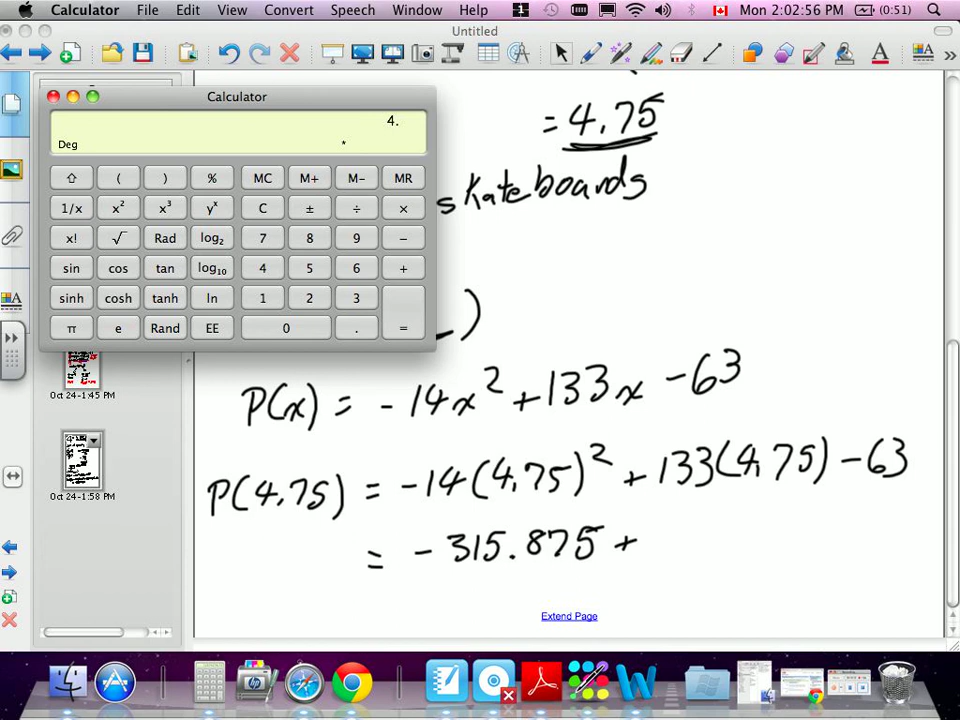 Calculator File Edit View Convert Speech Window Help 1 Mon 2:02:56 PM (0:51)
Untitled
Calculator
4.
Deg *
( ) % MC M+ M- MR
1/x x² x³ yˣ C ± ÷ ×
x! √ Rad log₂ 7 8 9 −
sin cos tan log₁₀ 4 5 6 +
sinh cosh tanh ln 1 2 3
π e Rand EE 0 . =
= 4.75
skateboards
)
P(x) = -14x² + 133x - 63
P(4.75) = -14(4.75)² + 133(4.75) - 63
= -315.875 +
Oct 24-1:45 PM
Oct 24-1:58 PM
Extend Page